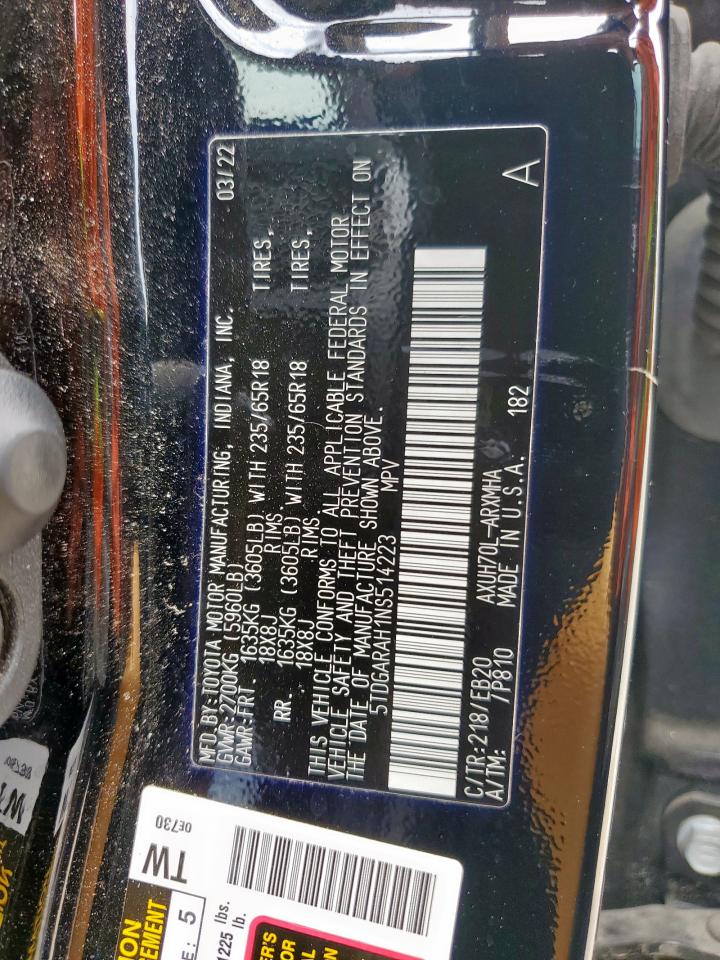 MFD BY: TOYOTA MOTOR MANUFACTURING, INDIANA, INC. 03/22
GVWR: 2700KG (5960LB)
GAWR: FRT 1635KG (3605LB) WITH 235/65R18 TIRES,
18X8J RIMS
RR. 1635KG (3605LB) WITH 235/65R18 TIRES,
18X8J RIMS
THIS VEHICLE CONFORMS TO ALL APPLICABLE FEDERAL MOTOR
VEHICLE SAFETY AND THEFT PREVENTION STANDARDS IN EFFECT ON
THE DATE OF MANUFACTURE SHOWN ABOVE.
5TDGARAH1NS514223 MPV
C/TR: 218/EB20 AXUH70L-ARXMHA 182
A/TM: 7P810 MADE IN U.S.A. A
0E730
TW
5
1225 lbs.
lb.